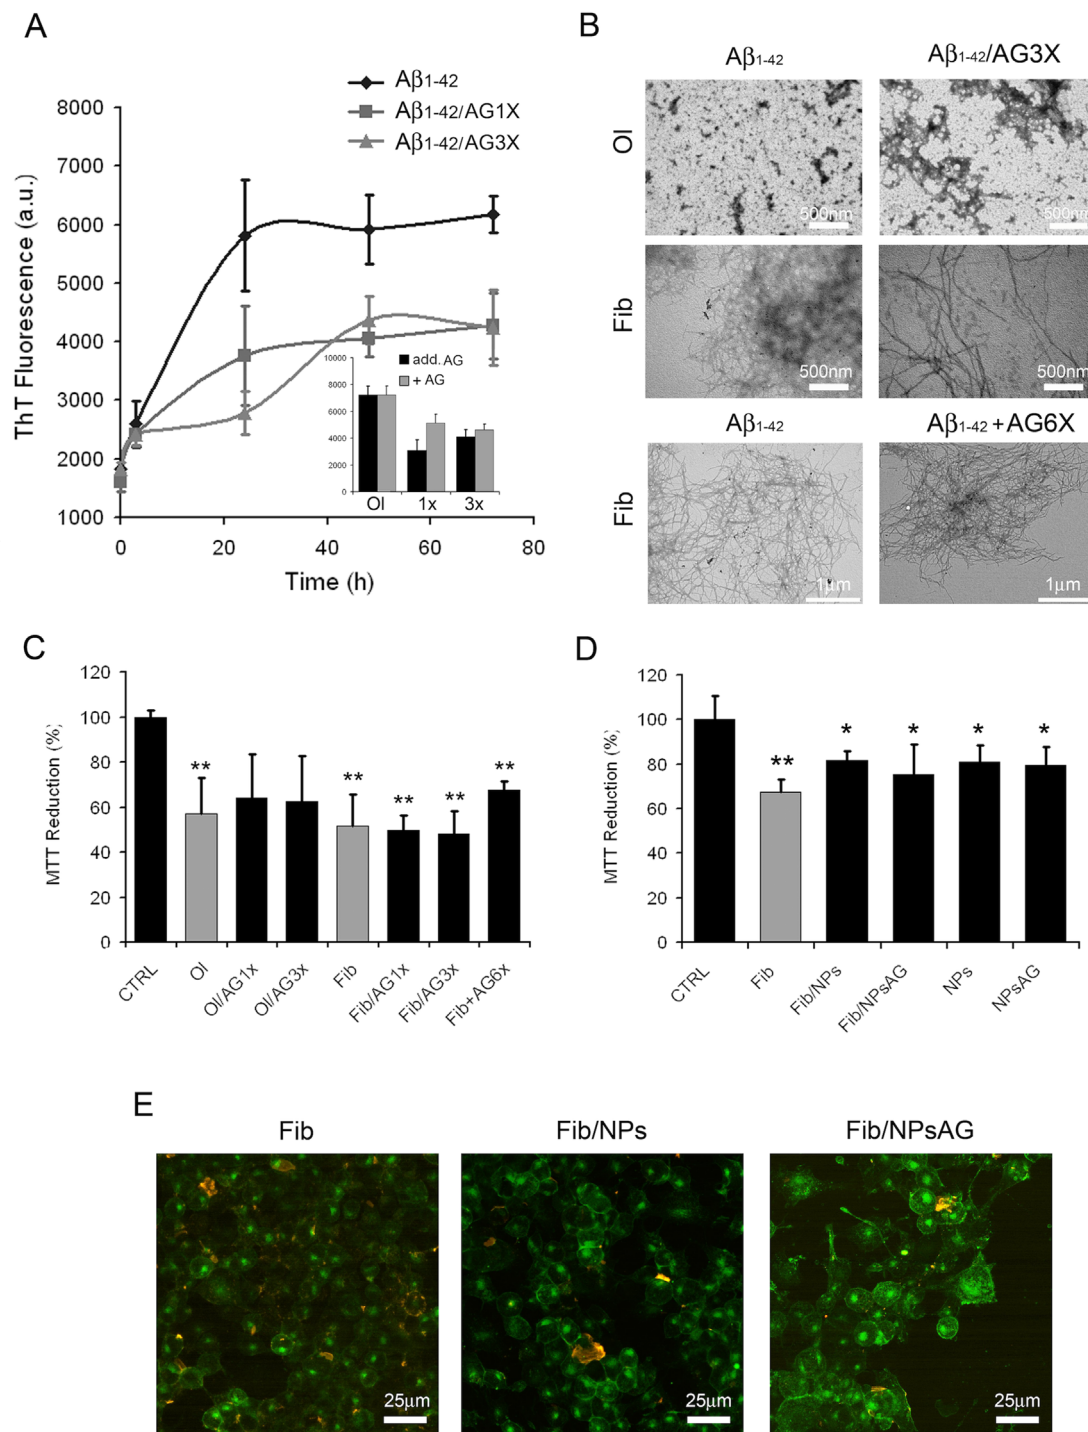 A
Aβ1-42
Aβ1-42/AG1X
Aβ1-42/AG3X
8000
7000
6000
5000
4000
3000
2000
1000
ThT Fluorescence (a.u.)
0
20
40
60
80
Time (h)
10000
8000
6000
4000
2000
0
add. AG
+ AG
Ol
1x
3x
B
Aβ1-42
Aβ1-42/AG3X
Ol
500nm
500nm
Fib
500nm
500nm
Aβ1-42
Aβ1-42 +AG6X
Fib
1μm
1μm
C
120
100
80
60
40
20
0
MTT Reduction (%)
**
**
**
**
**
CTRL
Ol
Ol/AG1x
Ol/AG3x
Fib
Fib/AG1x
Fib/AG3x
Fib+AG6x
D
120
100
80
60
40
20
0
MTT Reduction (%)
**
*
*
*
*
CTRL
Fib
Fib/NPs
Fib/NPsAG
NPs
NPsAG
E
Fib
Fib/NPs
Fib/NPsAG
25μm
25μm
25μm